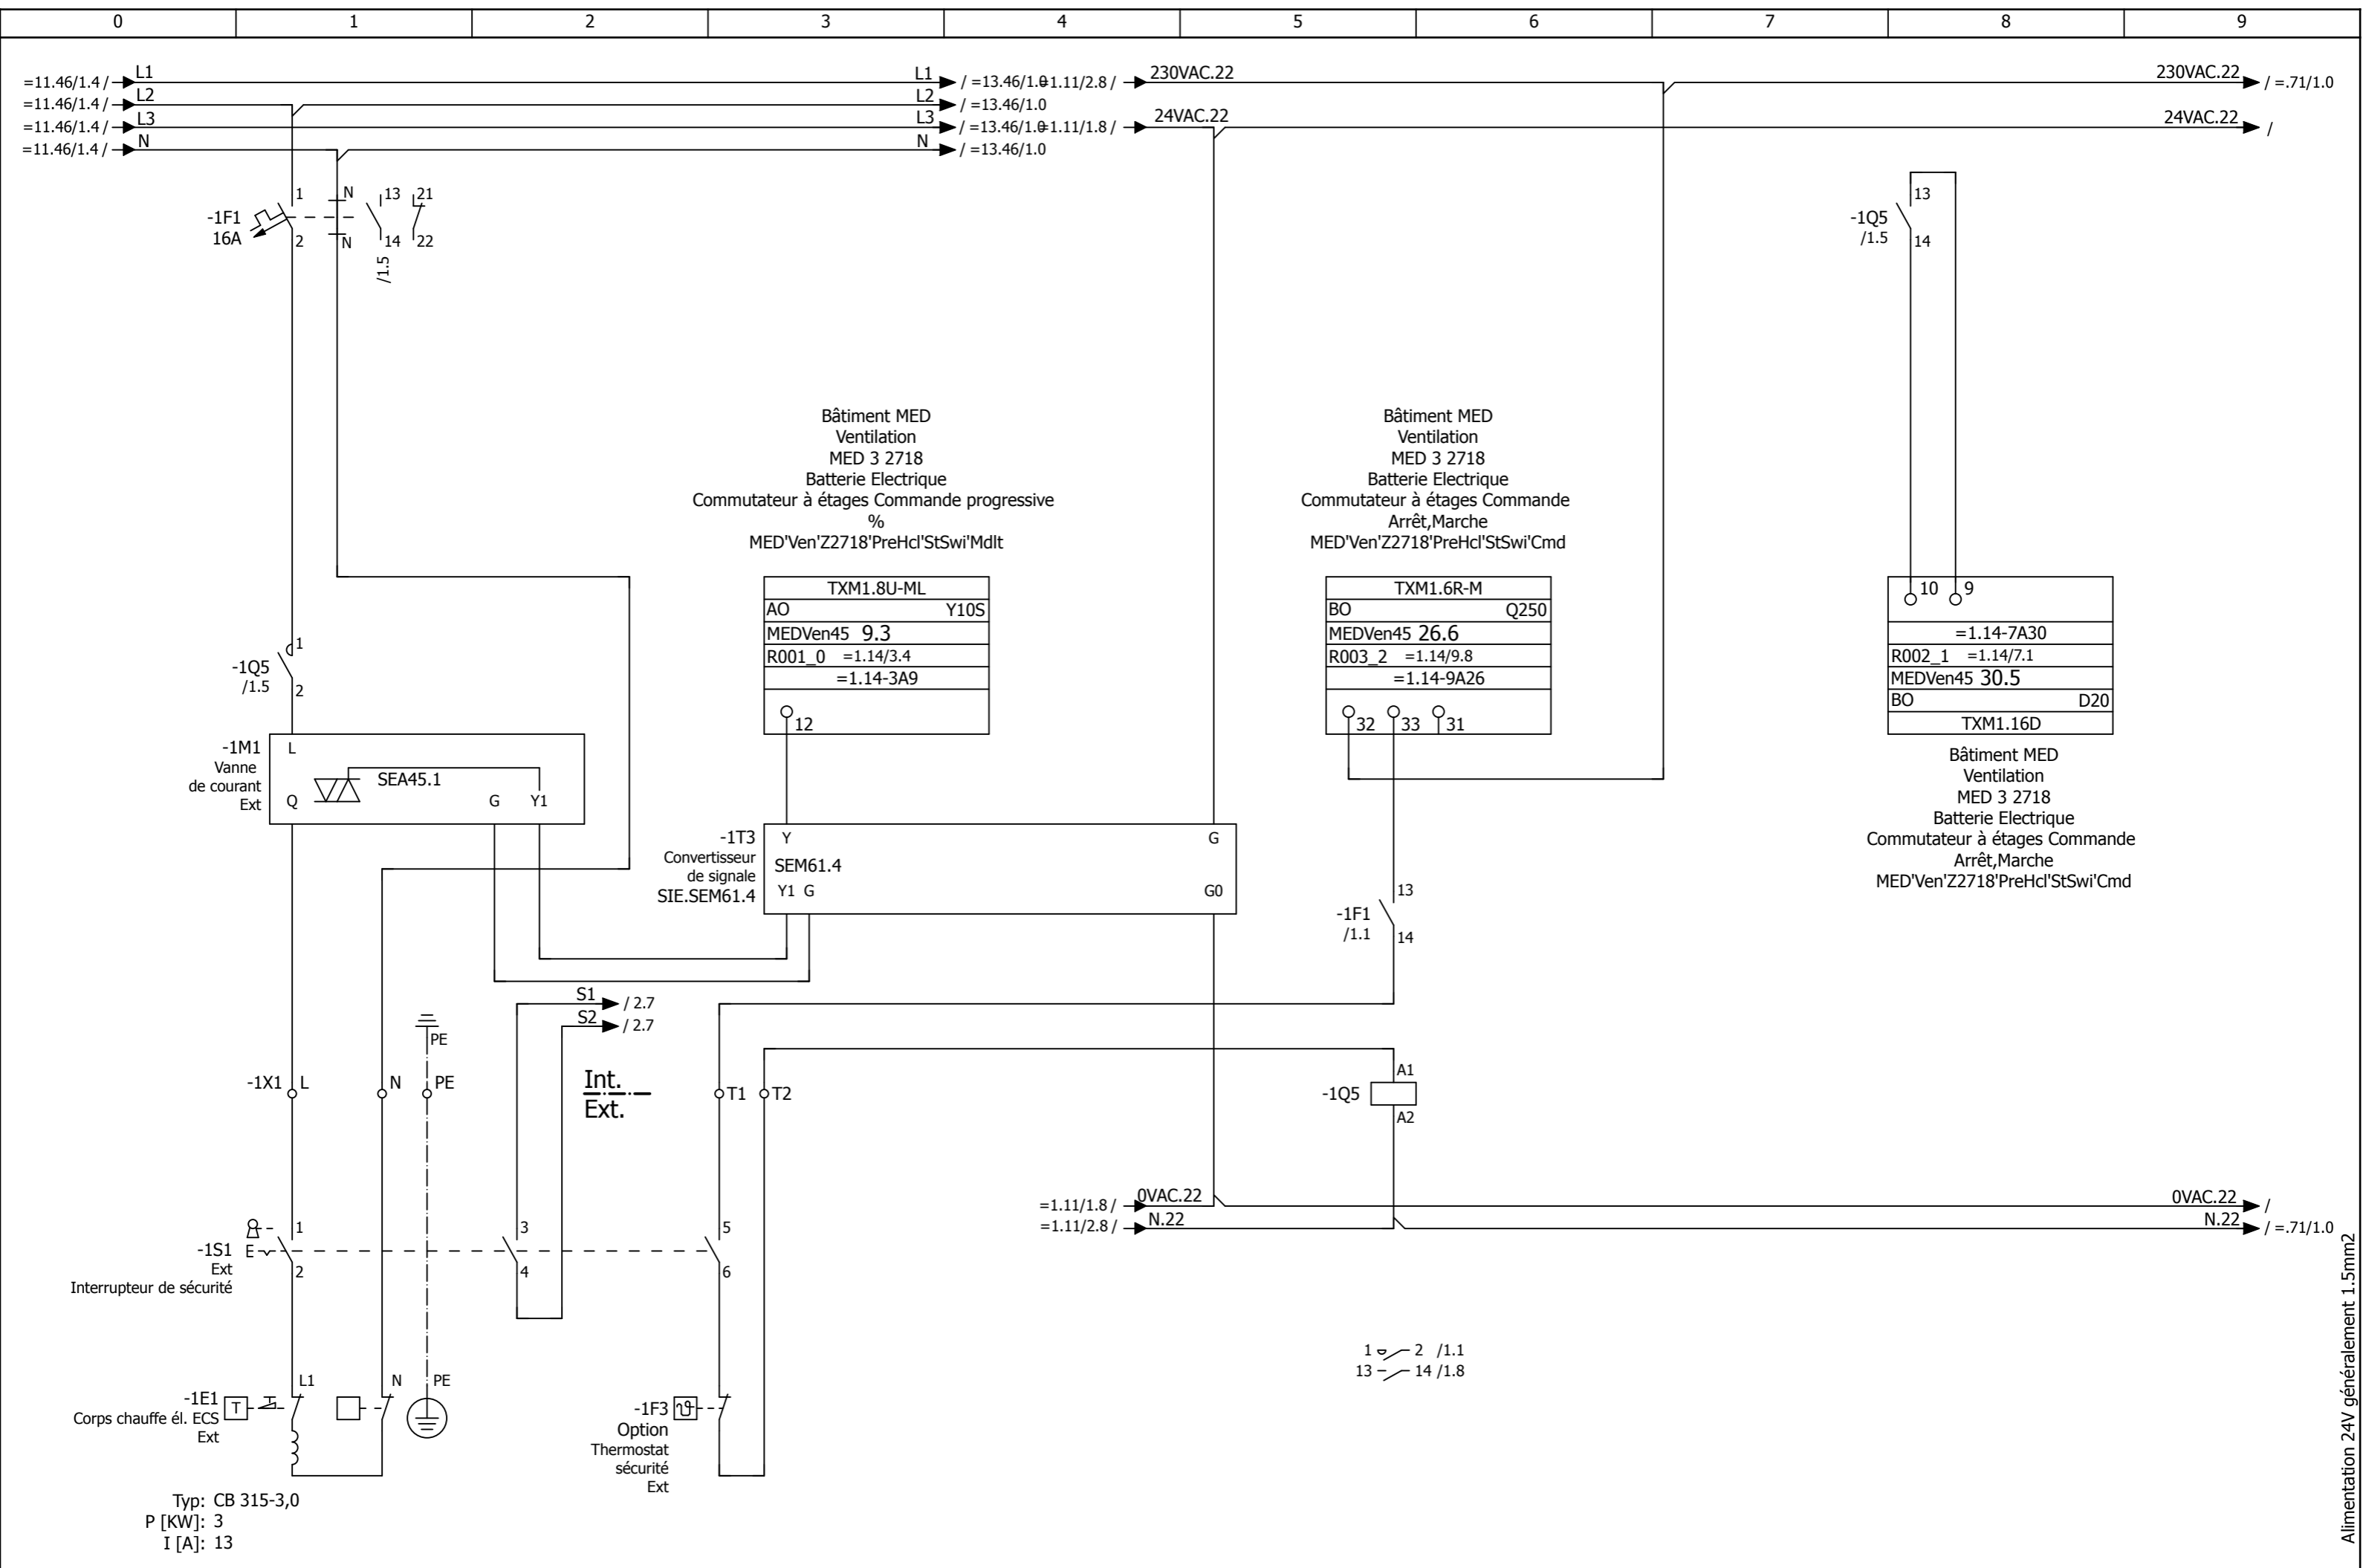 0 1 2 3 4 5 6 7 8 9
=11.46/1.4 / L1 L1 / =13.46/1.0 =1.11/2.8 / 230VAC.22 230VAC.22 / =.71/1.0
=11.46/1.4 / L2 L2 / =13.46/1.0
=11.46/1.4 / L3 L3 / =13.46/1.0 =1.11/1.8 / 24VAC.22 24VAC.22 /
=11.46/1.4 / N N / =13.46/1.0
1 N 13 21
-1F1
16A
2 N 14 22
/1.5
13
-1Q5
/1.5
14
Bâtiment MED
Ventilation
MED 3 2718
Batterie Electrique
Commutateur à étages Commande progressive
%
MED'Ven'Z2718'PreHcl'StSwi'Mdlt
TXM1.8U-ML
AO Y10S
MEDVen45 9.3
R001_0 =1.14/3.4
=1.14-3A9
12
Bâtiment MED
Ventilation
MED 3 2718
Batterie Electrique
Commutateur à étages Commande
Arrêt,Marche
MED'Ven'Z2718'PreHcl'StSwi'Cmd
TXM1.6R-M
BO Q250
MEDVen45 26.6
R003_2 =1.14/9.8
=1.14-9A26
32 33 31
10 9
=1.14-7A30
R002_1 =1.14/7.1
MEDVen45 30.5
BO D20
TXM1.16D
Bâtiment MED
Ventilation
MED 3 2718
Batterie Electrique
Commutateur à étages Commande
Arrêt,Marche
MED'Ven'Z2718'PreHcl'StSwi'Cmd
1
-1Q5
/1.5
2
-1M1
Vanne
de courant
Ext
L
SEA45.1
Q G Y1
-1T3
Convertisseur
de signale
SIE.SEM61.4
Y G
SEM61.4
Y1 G G0
13
-1F1
/1.1
14
S1 / 2.7
S2 / 2.7
PE
-1X1 L N PE
Int.
Ext.
T1 T2
A1
-1Q5
A2
=1.11/1.8 / 0VAC.22 0VAC.22 /
=1.11/2.8 / N.22 N.22 / =.71/1.0
1 3 5
-1S1 E
Ext
Interrupteur de sécurité
2 4 6
1 2 /1.1
13 14 /1.8
L1 N PE
-1E1 T
Corps chauffe él. ECS
Ext
-1F3
Option
Thermostat
sécurité
Ext
Typ: CB 315-3,0
P [KW]: 3
I [A]: 13
Alimentation 24V généralement 1.5mm2